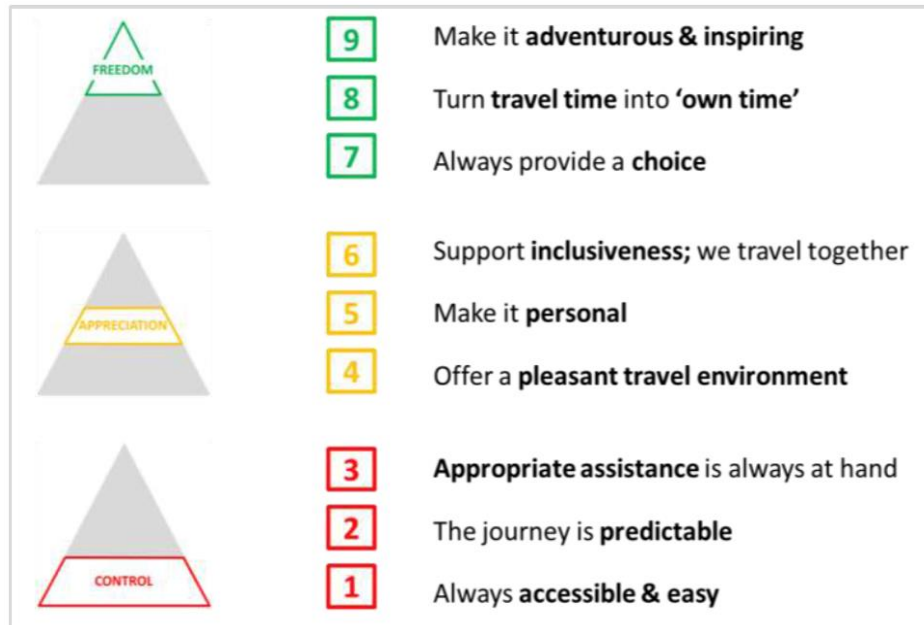 FREEDOM
9 Make it adventurous & inspiring
8 Turn travel time into ‘own time’
7 Always provide a choice
APPRECIATION
6 Support inclusiveness; we travel together
5 Make it personal
4 Offer a pleasant travel environment
CONTROL
3 Appropriate assistance is always at hand
2 The journey is predictable
1 Always accessible & easy